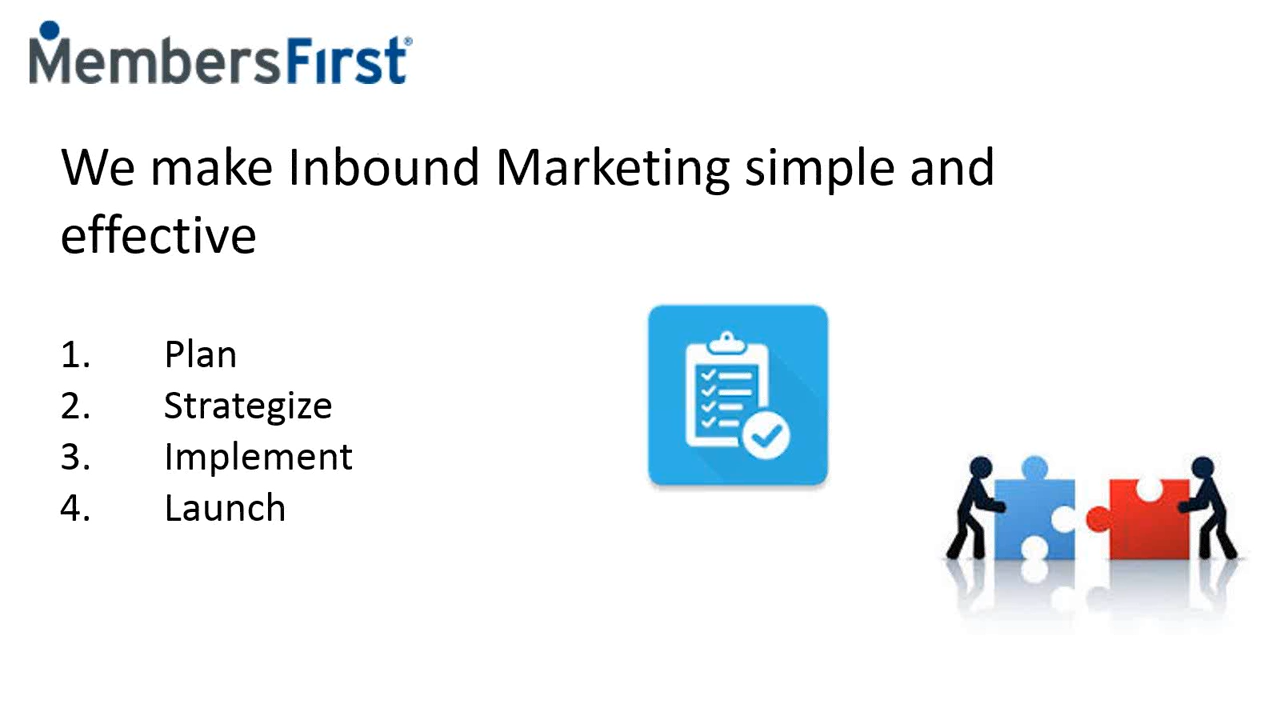 MembersFirst®
We make Inbound Marketing simple and
effective
1. Plan
2. Strategize
3. Implement
4. Launch